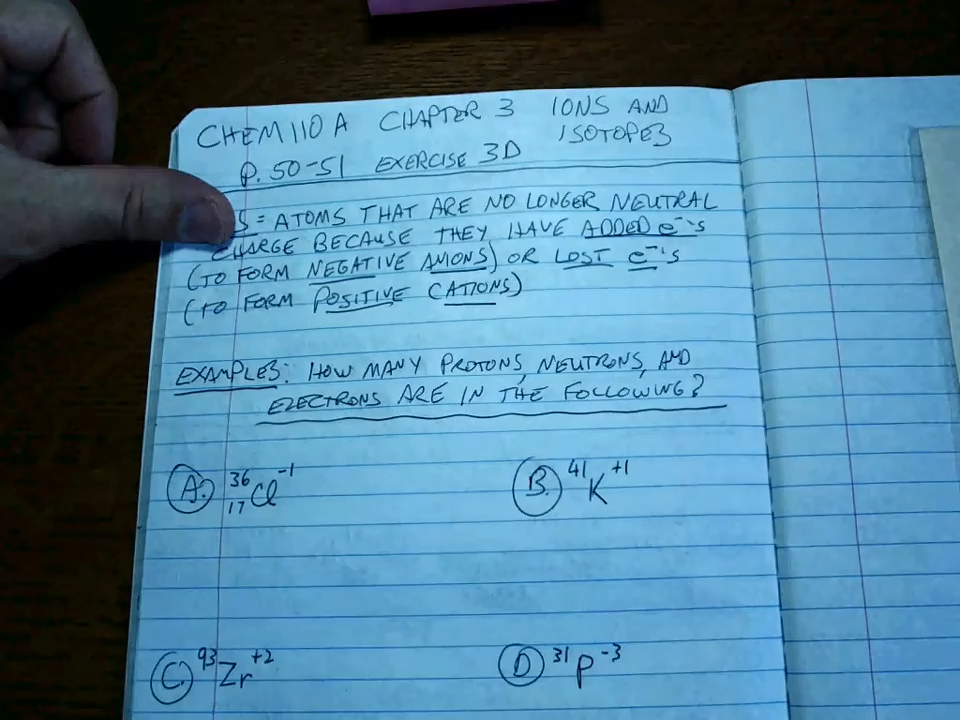 CHEM 110 A CHAPTER 3 IONS AND ISOTOPES
P. 50-51 EXERCISE 3D
S = ATOMS THAT ARE NO LONGER NEUTRAL
CHARGE BECAUSE THEY HAVE ADDED e⁻'s
(TO FORM NEGATIVE ANIONS) OR LOST e⁻'s
(TO FORM POSITIVE CATIONS)
EXAMPLES: HOW MANY PROTONS, NEUTRONS, AND
ELECTRONS ARE IN THE FOLLOWING?
A. ³⁶₁₇Cl⁻¹ B. ⁴¹K⁺¹
C. ⁹³Zr⁺² D ³¹P⁻³